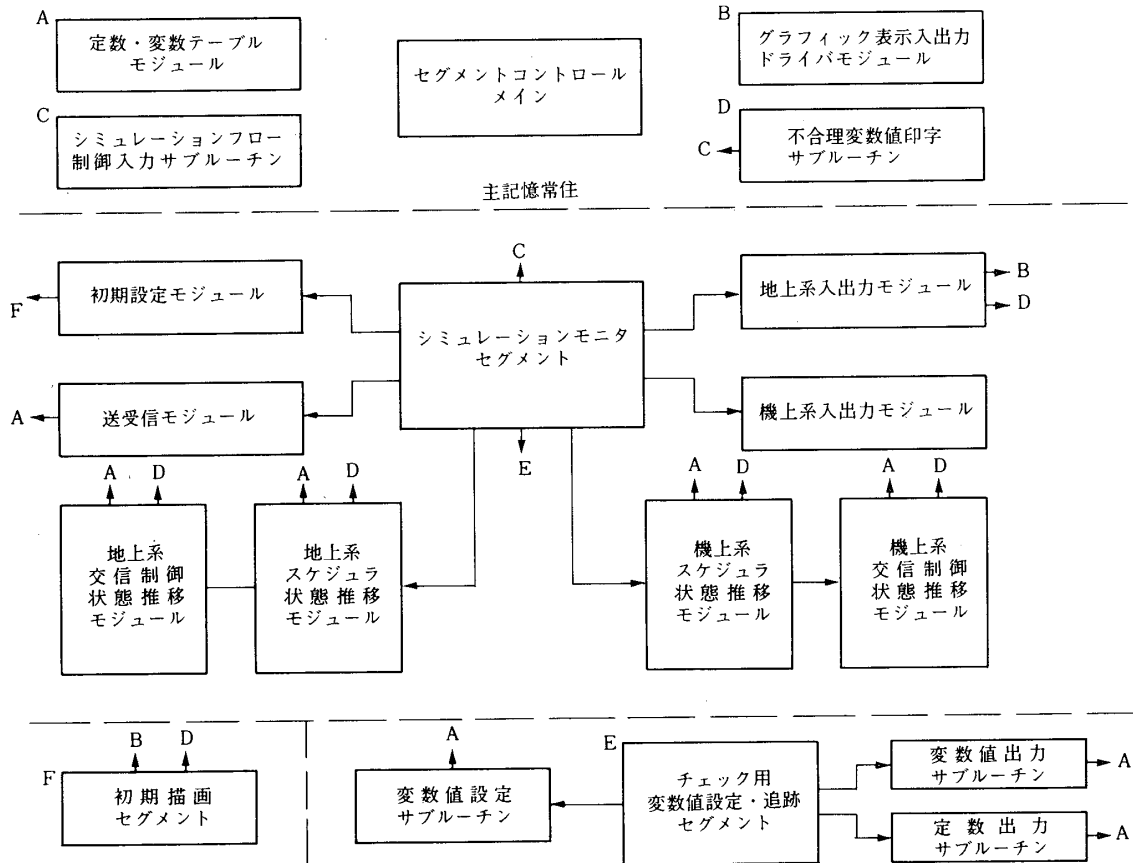 A
定数・変数テーブル
モジュール
セグメントコントロール
メイン
B
グラフィック表示入出力
ドライバモジュール
C
シミュレーションフロー
制御入力サブルーチン
D
C
不合理変数値印字
サブルーチン
主記憶常住
C
F
初期設定モジュール
シミュレーションモニタ
セグメント
地上系入出力モジュール
B
D
A
送受信モジュール
機上系入出力モジュール
E
A
D
A
D
A
D
A
D
地上系
交信制御
状態推移
モジュール
地上系
スケジュラ
状態推移
モジュール
機上系
スケジュラ
状態推移
モジュール
機上系
交信制御
状態推移
モジュール
B
D
F
初期描画
セグメント
A
変数値設定
サブルーチン
E
チェック用
変数値設定・追跡
セグメント
変数値出力
サブルーチン
A
定数出力
サブルーチン
A